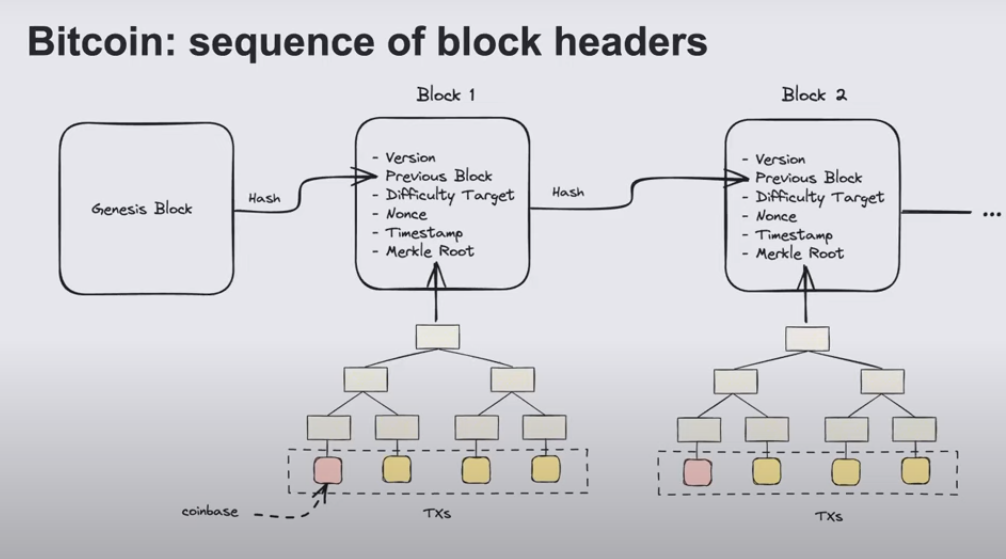 Bitcoin: sequence of block headers
Block 1
Block 2
Genesis Block
Hash
- Version
- Previous Block
- Difficulty Target
- Nonce
- Timestamp
- Merkle Root
Hash
- Version
- Previous Block
- Difficulty Target
- Nonce
- Timestamp
- Merkle Root
...
coinbase
TXs
TXs